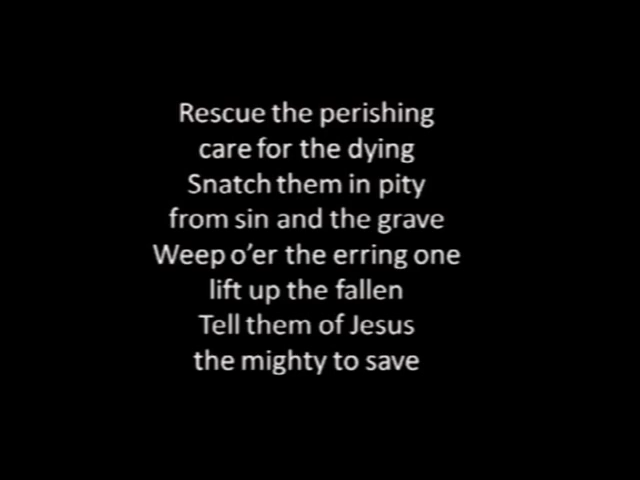 Rescue the perishing
care for the dying
Snatch them in pity
from sin and the grave
Weep o’er the erring one
lift up the fallen
Tell them of Jesus
the mighty to save